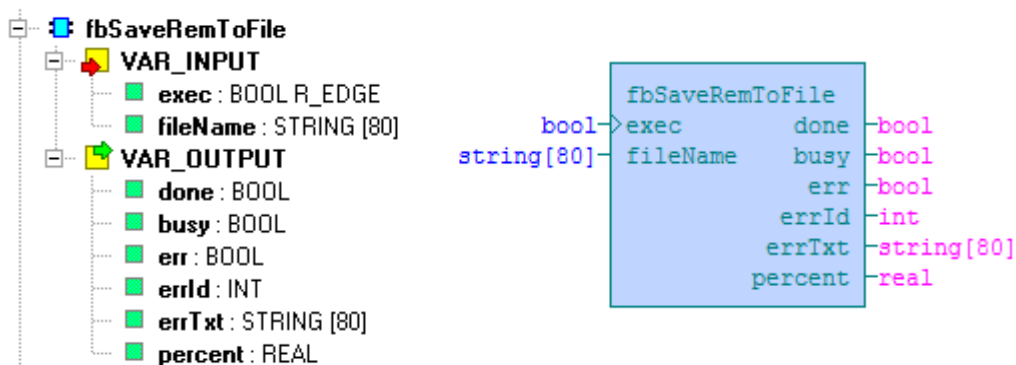 fbSaveRemToFile
VAR_INPUT
exec : BOOL R_EDGE
fileName : STRING [80]
VAR_OUTPUT
done : BOOL
busy : BOOL
err : BOOL
errId : INT
errTxt : STRING [80]
percent : REAL
fbSaveRemToFile
bool exec done bool
string[80] fileName busy bool
err bool
errId int
errTxt string[80]
percent real